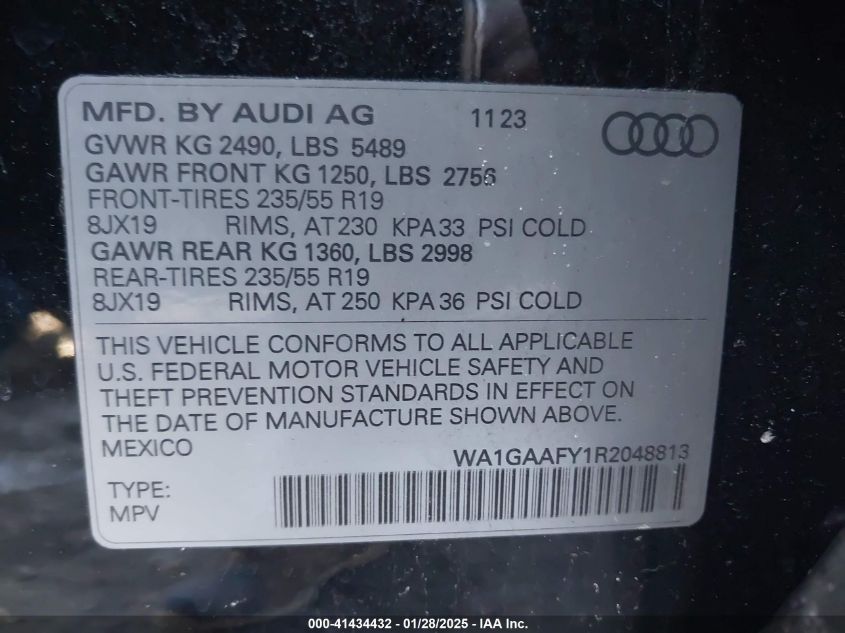 MFD. BY AUDI AG 1123
GVWR KG 2490, LBS 5489
GAWR FRONT KG 1250, LBS 2756
FRONT-TIRES 235/55 R19
8JX19 RIMS, AT 230 KPA 33 PSI COLD
GAWR REAR KG 1360, LBS 2998
REAR-TIRES 235/55 R19
8JX19 RIMS, AT 250 KPA 36 PSI COLD
THIS VEHICLE CONFORMS TO ALL APPLICABLE
U.S. FEDERAL MOTOR VEHICLE SAFETY AND
THEFT PREVENTION STANDARDS IN EFFECT ON
THE DATE OF MANUFACTURE SHOWN ABOVE.
MEXICO
WA1GAAFY1R2048813
TYPE:
MPV
000-41434432 - 01/28/2025 - IAA Inc.